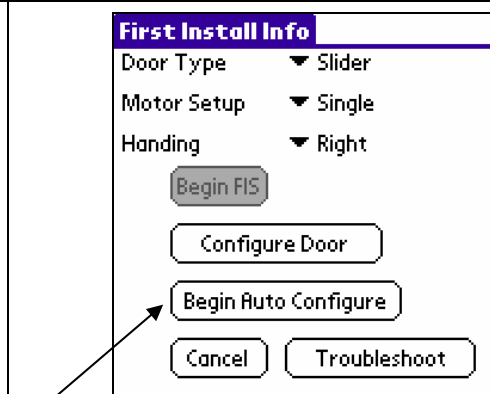 First Install Info
Door Type Slider
Motor Setup Single
Handing Right
Begin FIS
Configure Door
Begin Auto Configure
Cancel Troubleshoot